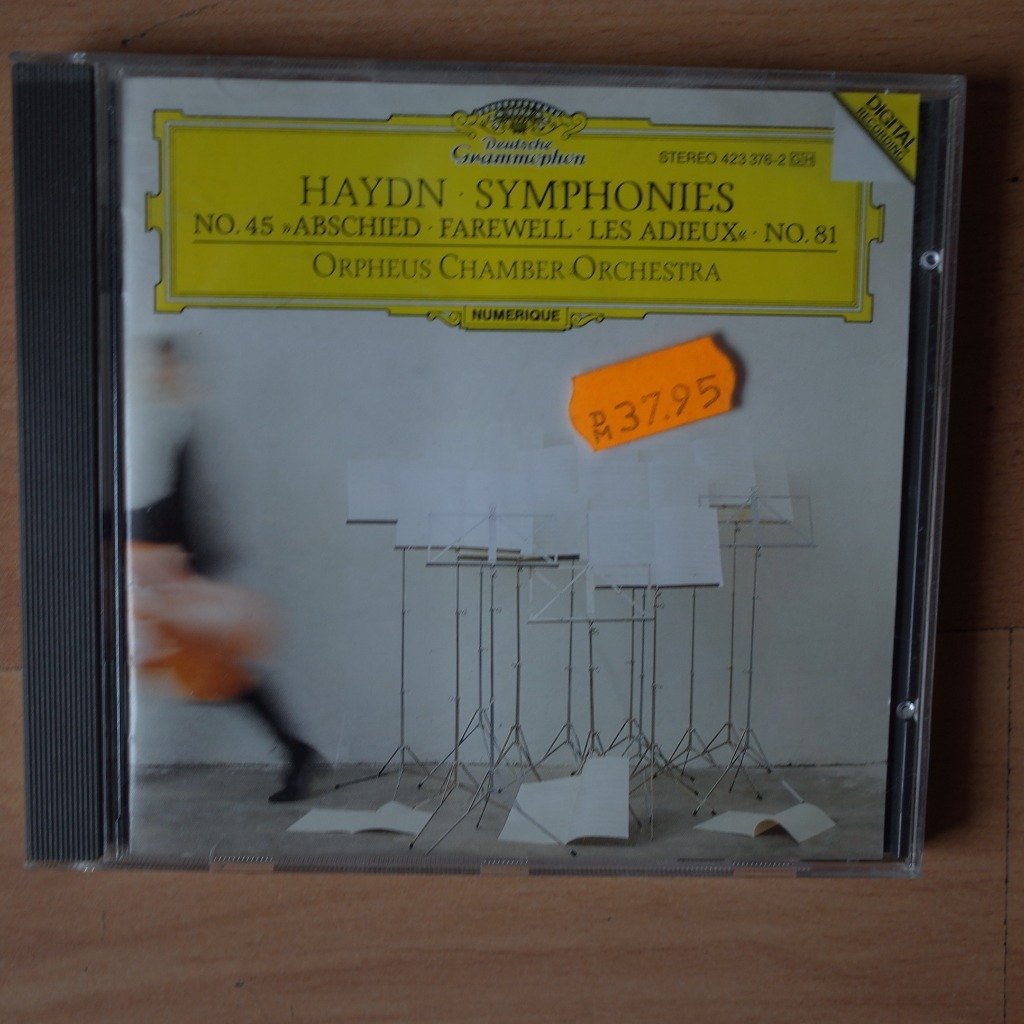 DIGITAL
RECORDING
Deutsche
Grammophon
STEREO 423 376-2 GH
HAYDN · SYMPHONIES
NO. 45 »ABSCHIED · FAREWELL · LES ADIEUX« · NO. 81
ORPHEUS CHAMBER ORCHESTRA
NUMERIQUE
DM 37.95